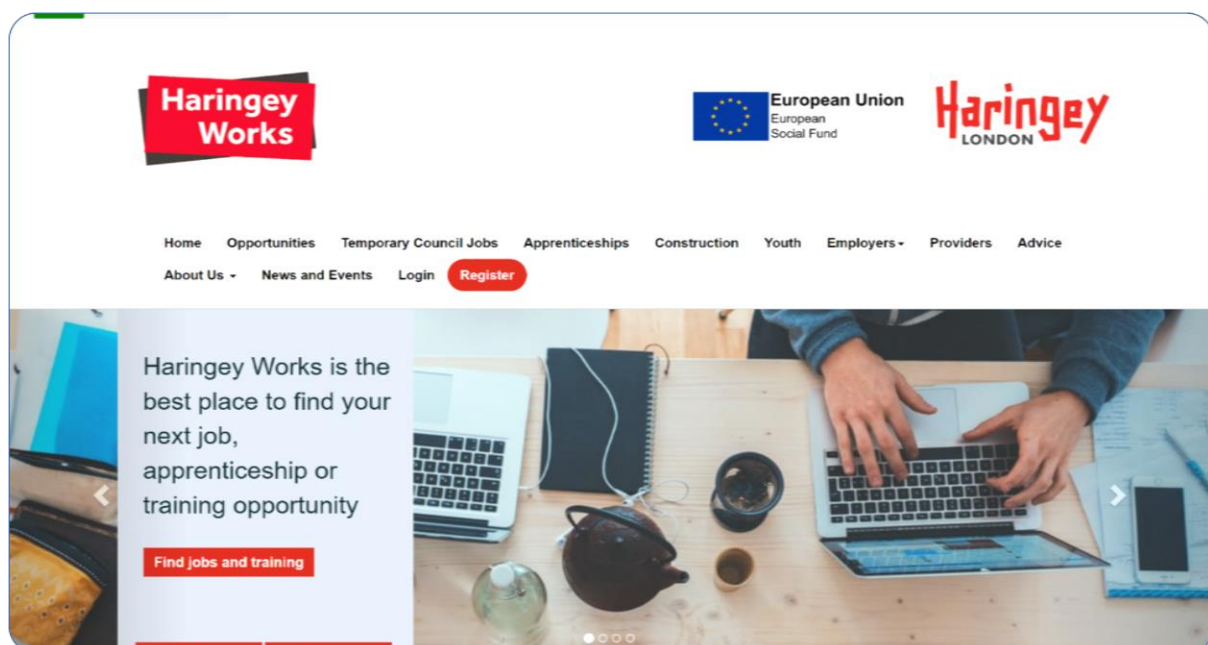 Haringey
Works
European Union
European
Social Fund
Haringey
LONDON
Home Opportunities Temporary Council Jobs Apprenticeships Construction Youth Employers Providers Advice
About Us News and Events Login Register
Haringey Works is the
best place to find your
next job,
apprenticeship or
training opportunity
Find jobs and training